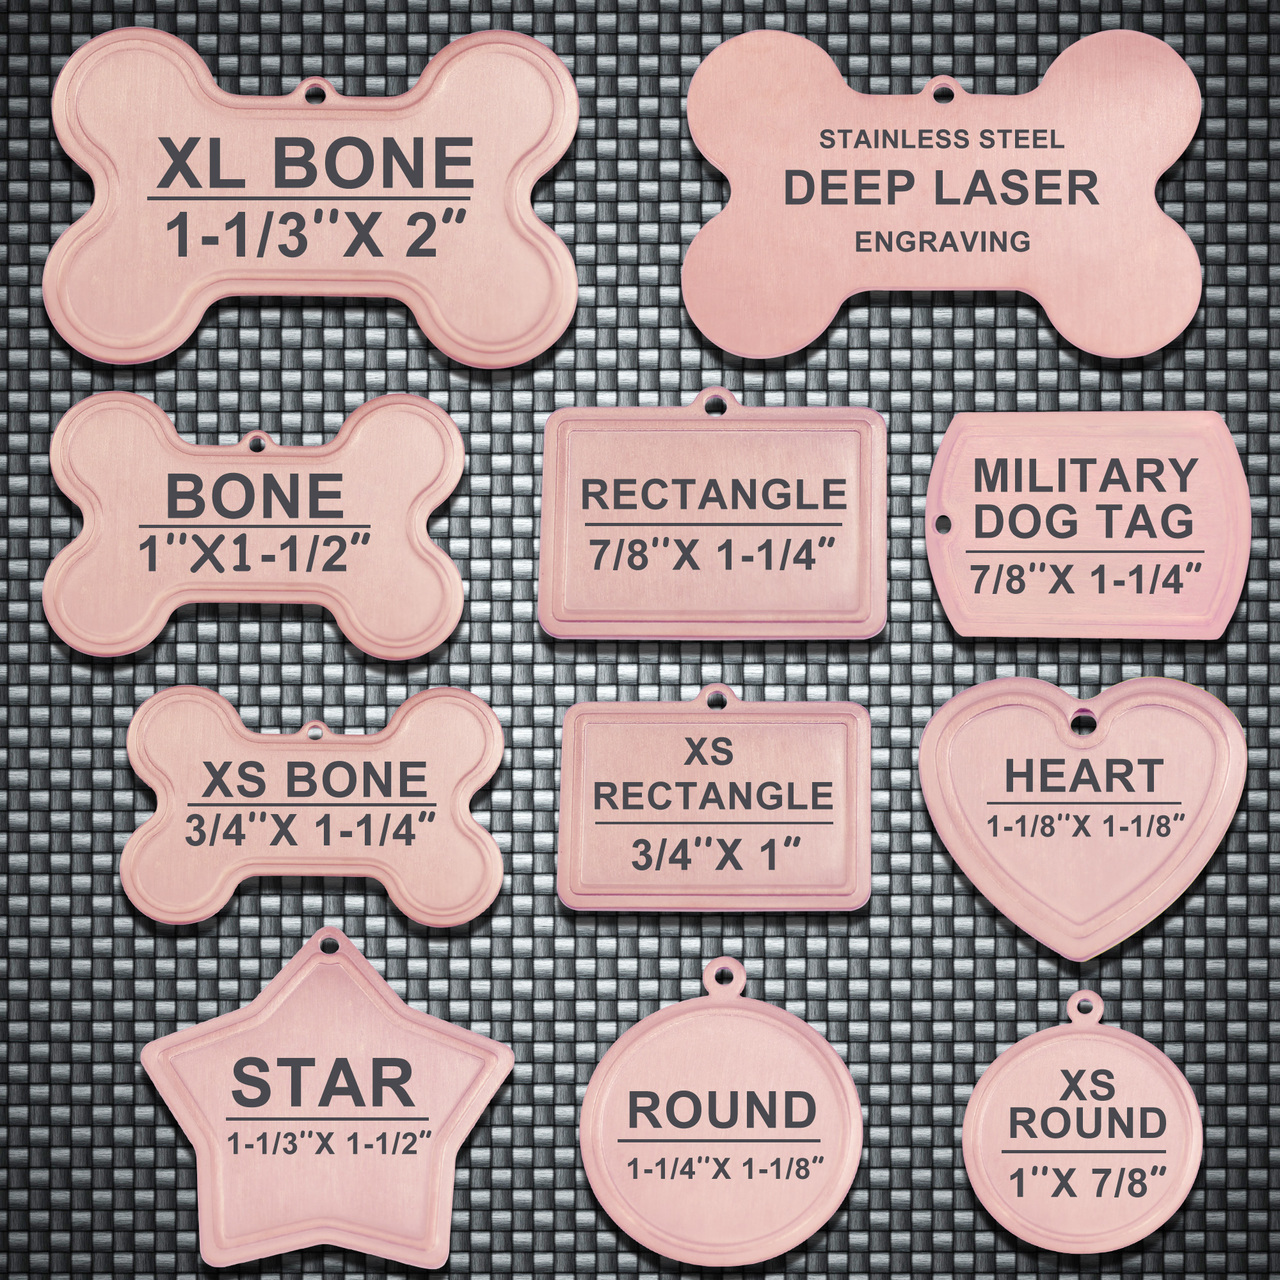 XL BONE
1-1/3"X 2"
STAINLESS STEEL
DEEP LASER
ENGRAVING
BONE
1"X1-1/2"
RECTANGLE
7/8"X 1-1/4"
MILITARY
DOG TAG
7/8"X 1-1/4"
XS BONE
3/4"X 1-1/4"
XS
RECTANGLE
3/4"X 1"
HEART
1-1/8"X 1-1/8"
STAR
1-1/3"X 1-1/2"
ROUND
1-1/4"X 1-1/8"
XS
ROUND
1"X 7/8"